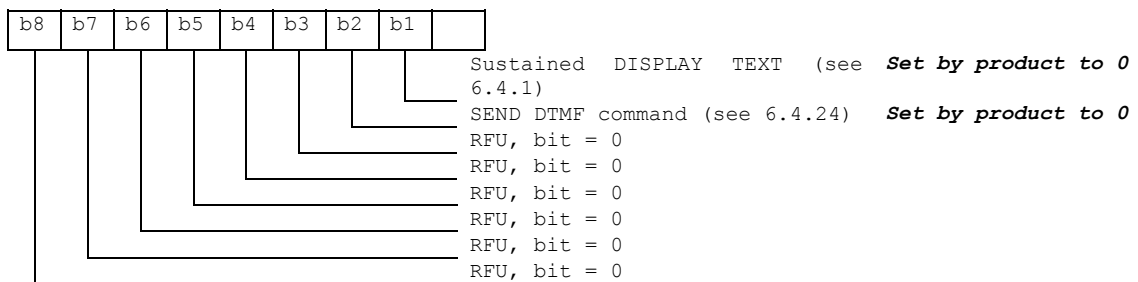 b8 b7 b6 b5 b4 b3 b2 b1
Sustained DISPLAY TEXT (see Set by product to 0
6.4.1)
SEND DTMF command (see 6.4.24) Set by product to 0
RFU, bit = 0
RFU, bit = 0
RFU, bit = 0
RFU, bit = 0
RFU, bit = 0
RFU, bit = 0